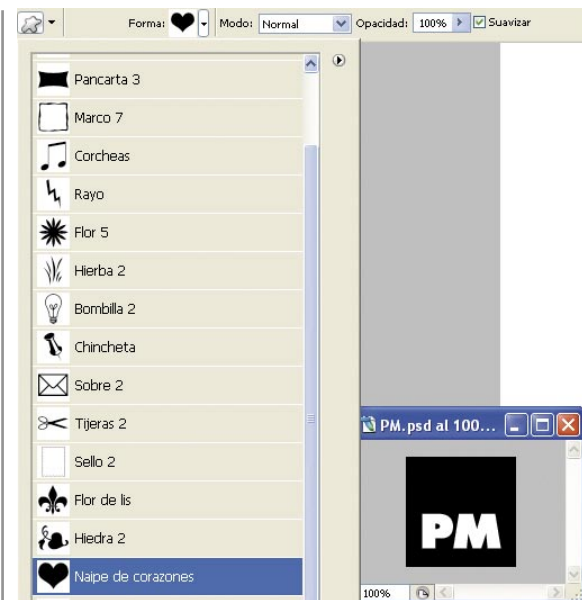 Forma: Modo: Normal Opacidad: 100% Suavizar
Pancarta 3
Marco 7
Corcheas
Rayo
Flor 5
Hierba 2
Bombilla 2
Chincheta
Sobre 2
Tijeras 2
Sello 2
Flor de lis
Hiedra 2
Naipe de corazones
PM.psd al 100...
PM
100%